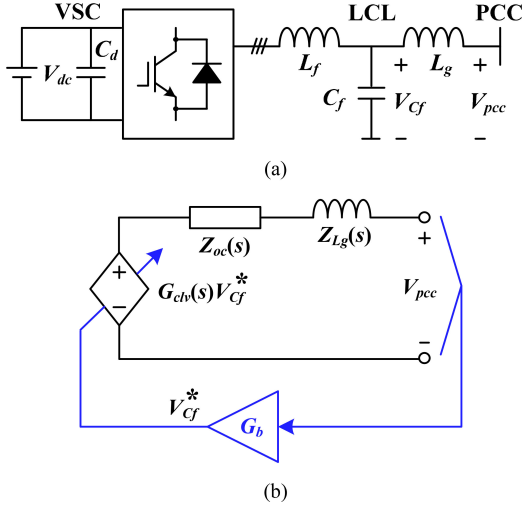 VSC LCL PCC
C_d
V_dc
L_f L_g
+ +
C_f V_Cf V_pcc
− −
(a)
Z_oc(s) Z_Lg(s)
+ +
G_clv(s)V_Cf^* V_pcc
− −
V_Cf^*
G_b
(b)